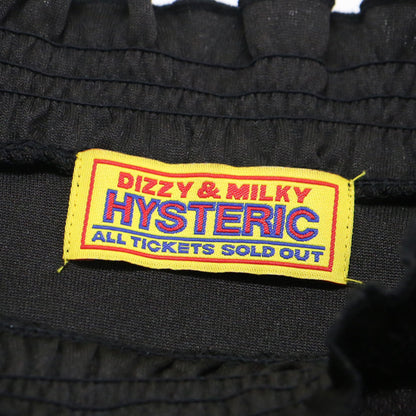 DIZZY & MILKY
HYSTERIC
ALL TICKETS SOLD OUT